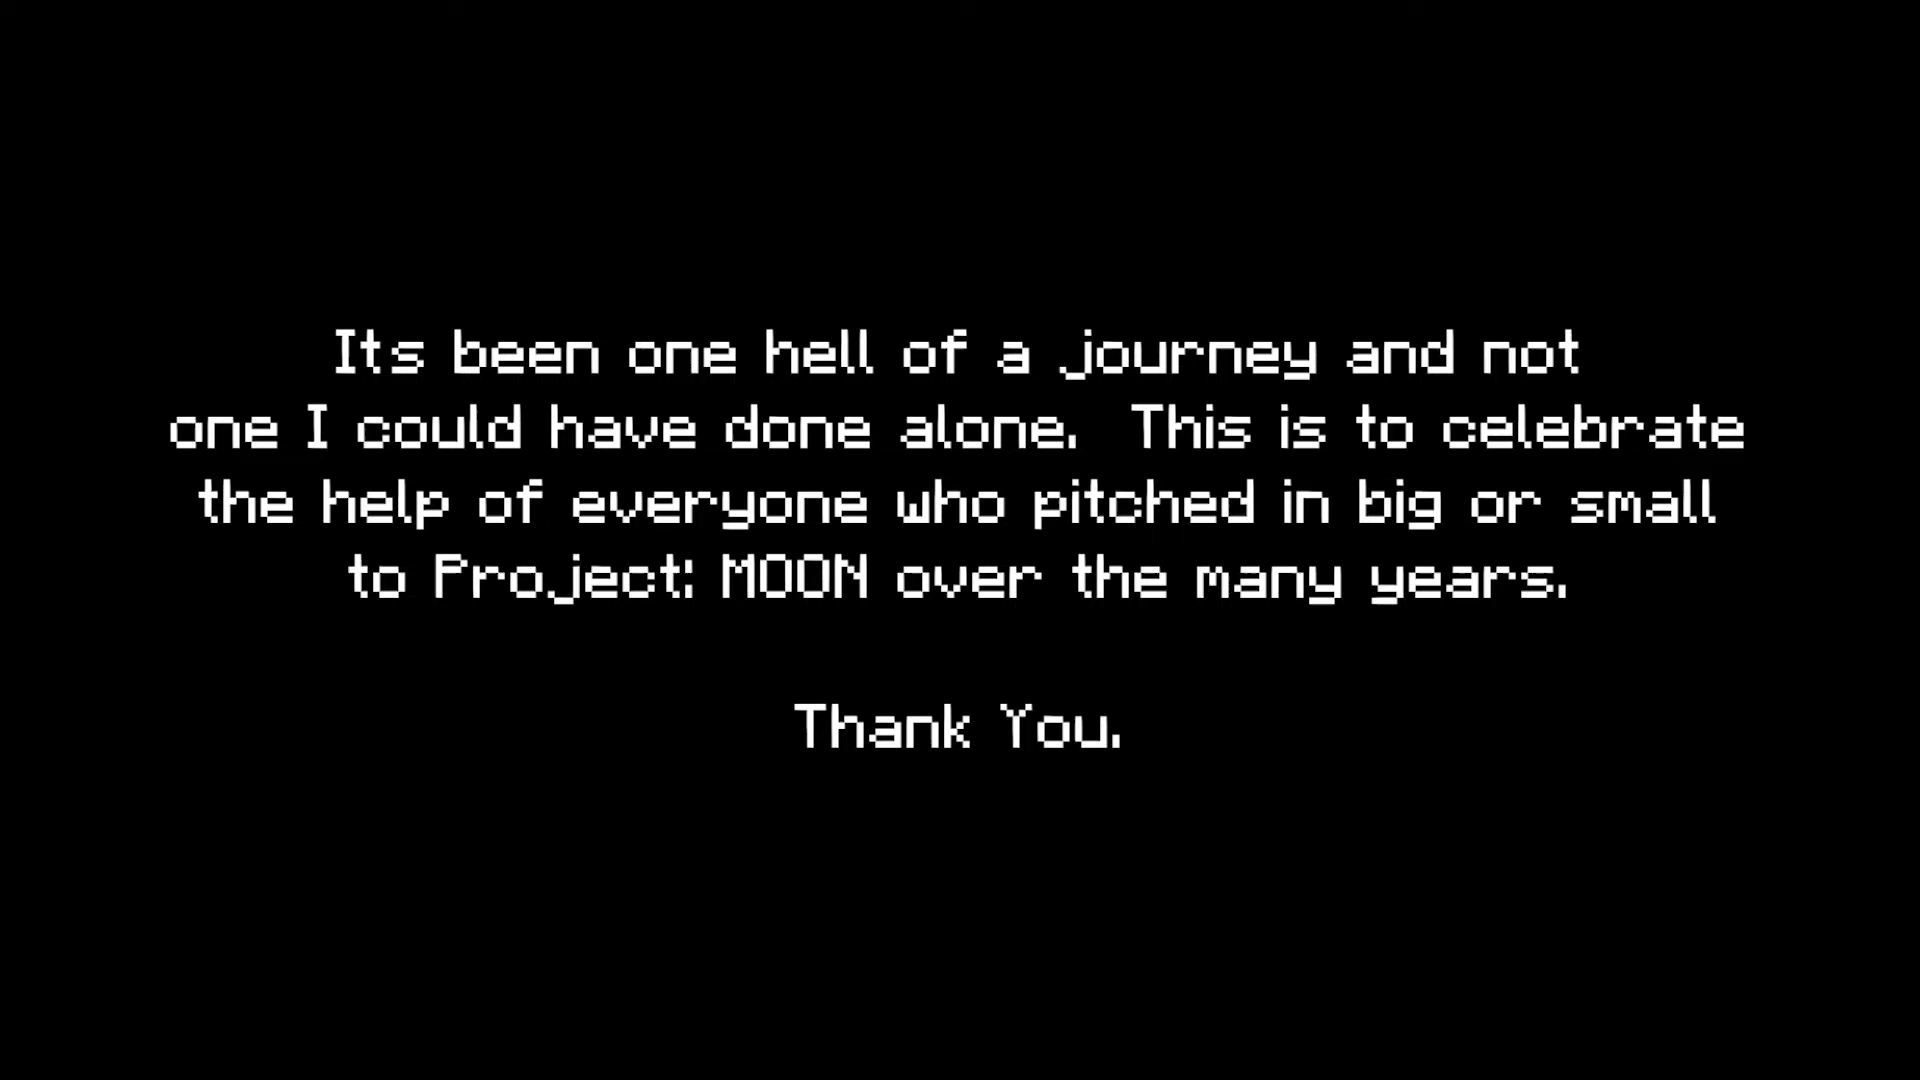 Its been one hell of a journey and not
one I could have done alone.  This is to celebrate
the help of everyone who pitched in big or small
to Project: MOON over the many years.
Thank You.